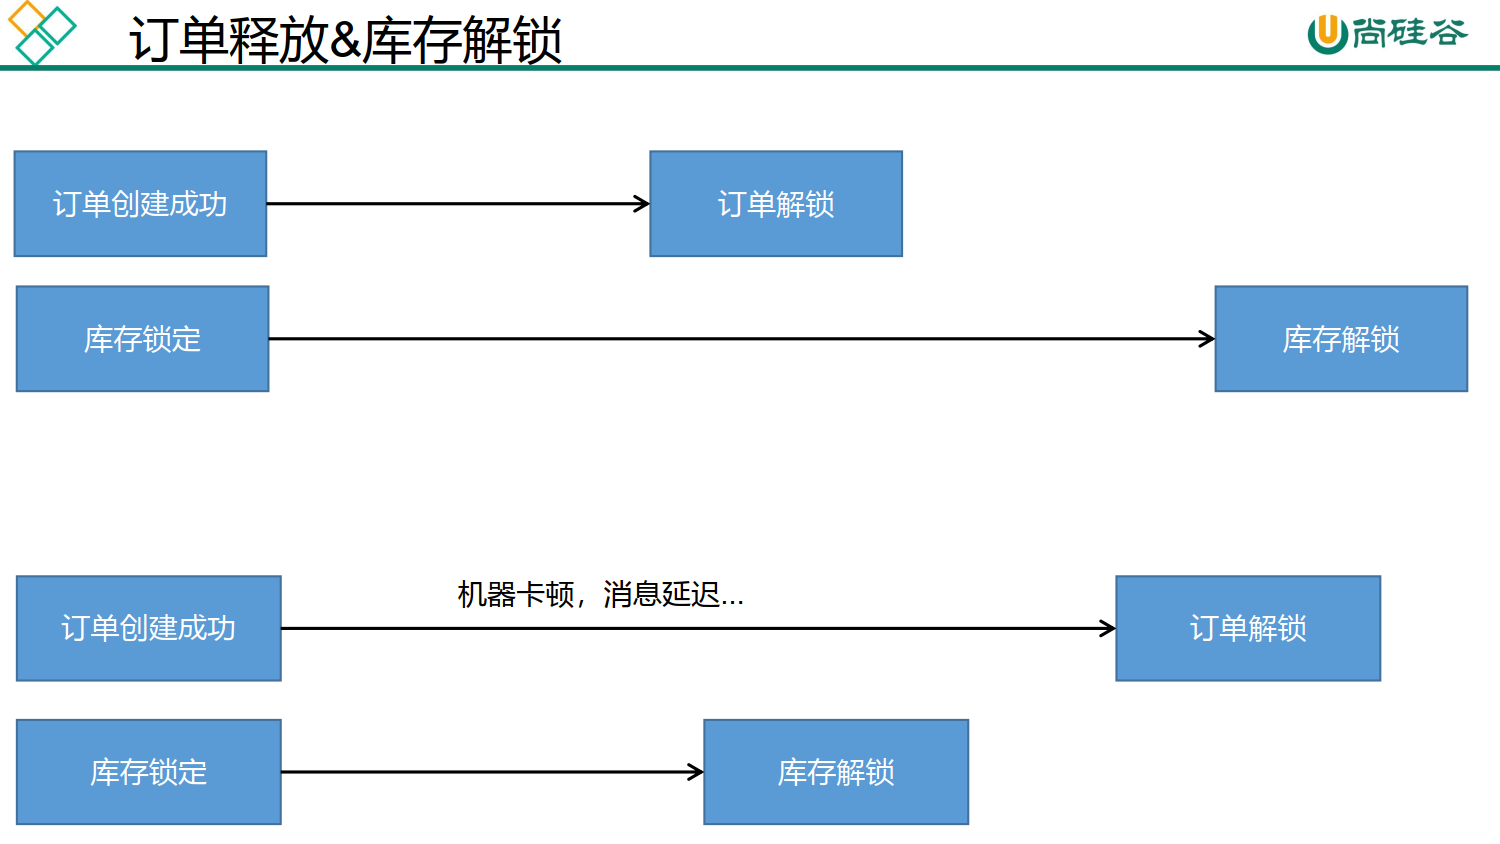 订单释放&库存解锁
尚硅谷
订单创建成功
订单解锁
库存锁定
库存解锁
机器卡顿，消息延迟...
订单创建成功
订单解锁
库存锁定
库存解锁